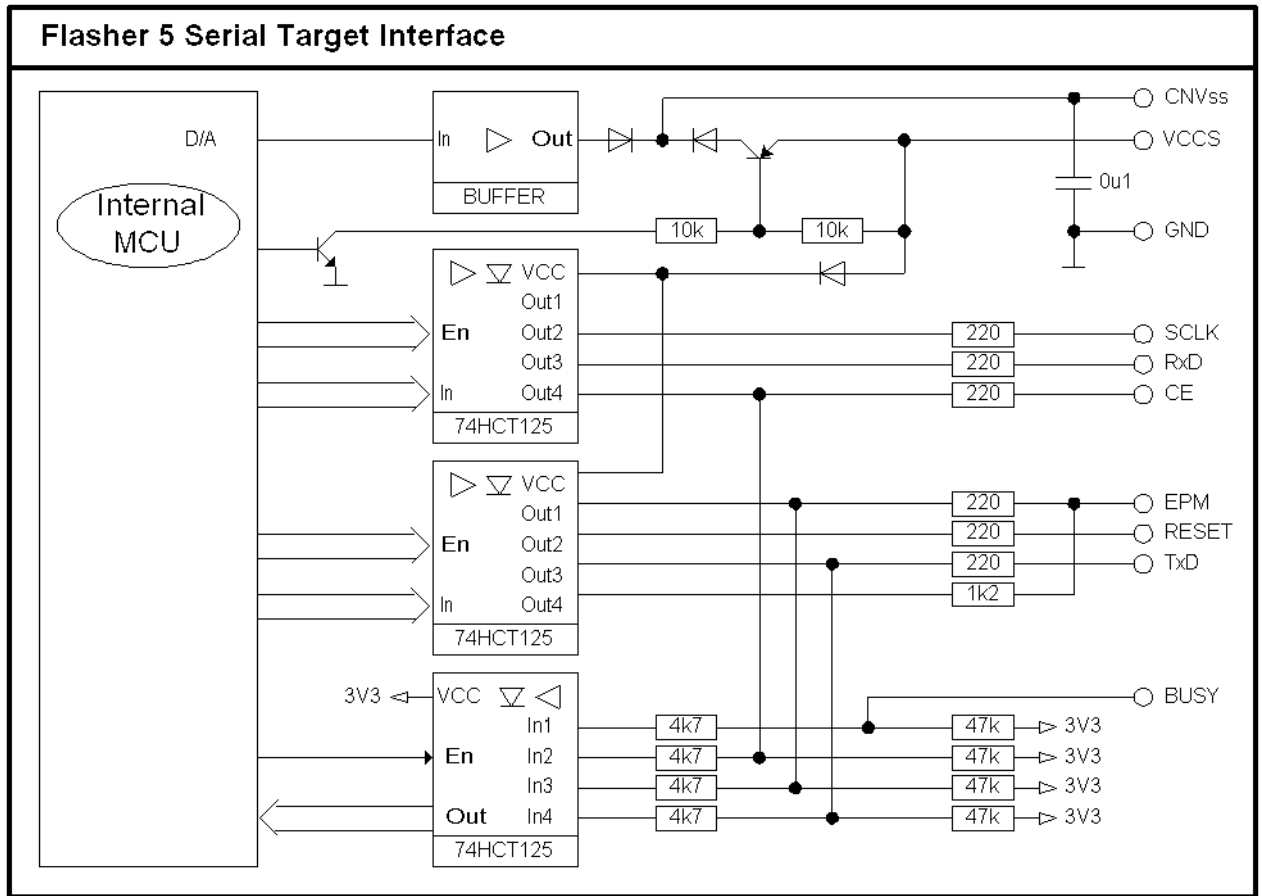 Flasher 5 Serial Target Interface
D/A
Internal
MCU
In
Out
BUFFER
CNVss
VCCS
0u1
GND
10k
10k
VCC
Out1
En
Out2
Out3
In
Out4
74HCT125
220
SCLK
220
RxD
220
CE
VCC
Out1
En
Out2
Out3
In
Out4
74HCT125
220
EPM
220
RESET
220
TxD
1k2
3V3
VCC
In1
En
In2
In3
Out
In4
74HCT125
BUSY
4k7
47k
3V3
4k7
47k
3V3
4k7
47k
3V3
4k7
47k
3V3